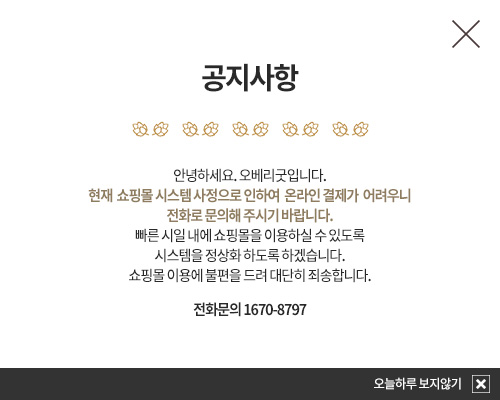 공지사항
안녕하세요. 오베리굿입니다.
현재 쇼핑몰 시스템 사정으로 인하여 온라인 결제가 어려우니
전화로 문의해 주시기 바랍니다.
빠른 시일 내에 쇼핑몰을 이용하실 수 있도록
시스템을 정상화 하도록 하겠습니다.
쇼핑몰 이용에 불편을 드려 대단히 죄송합니다.
전화문의 1670-8797
오늘하루 보지않기